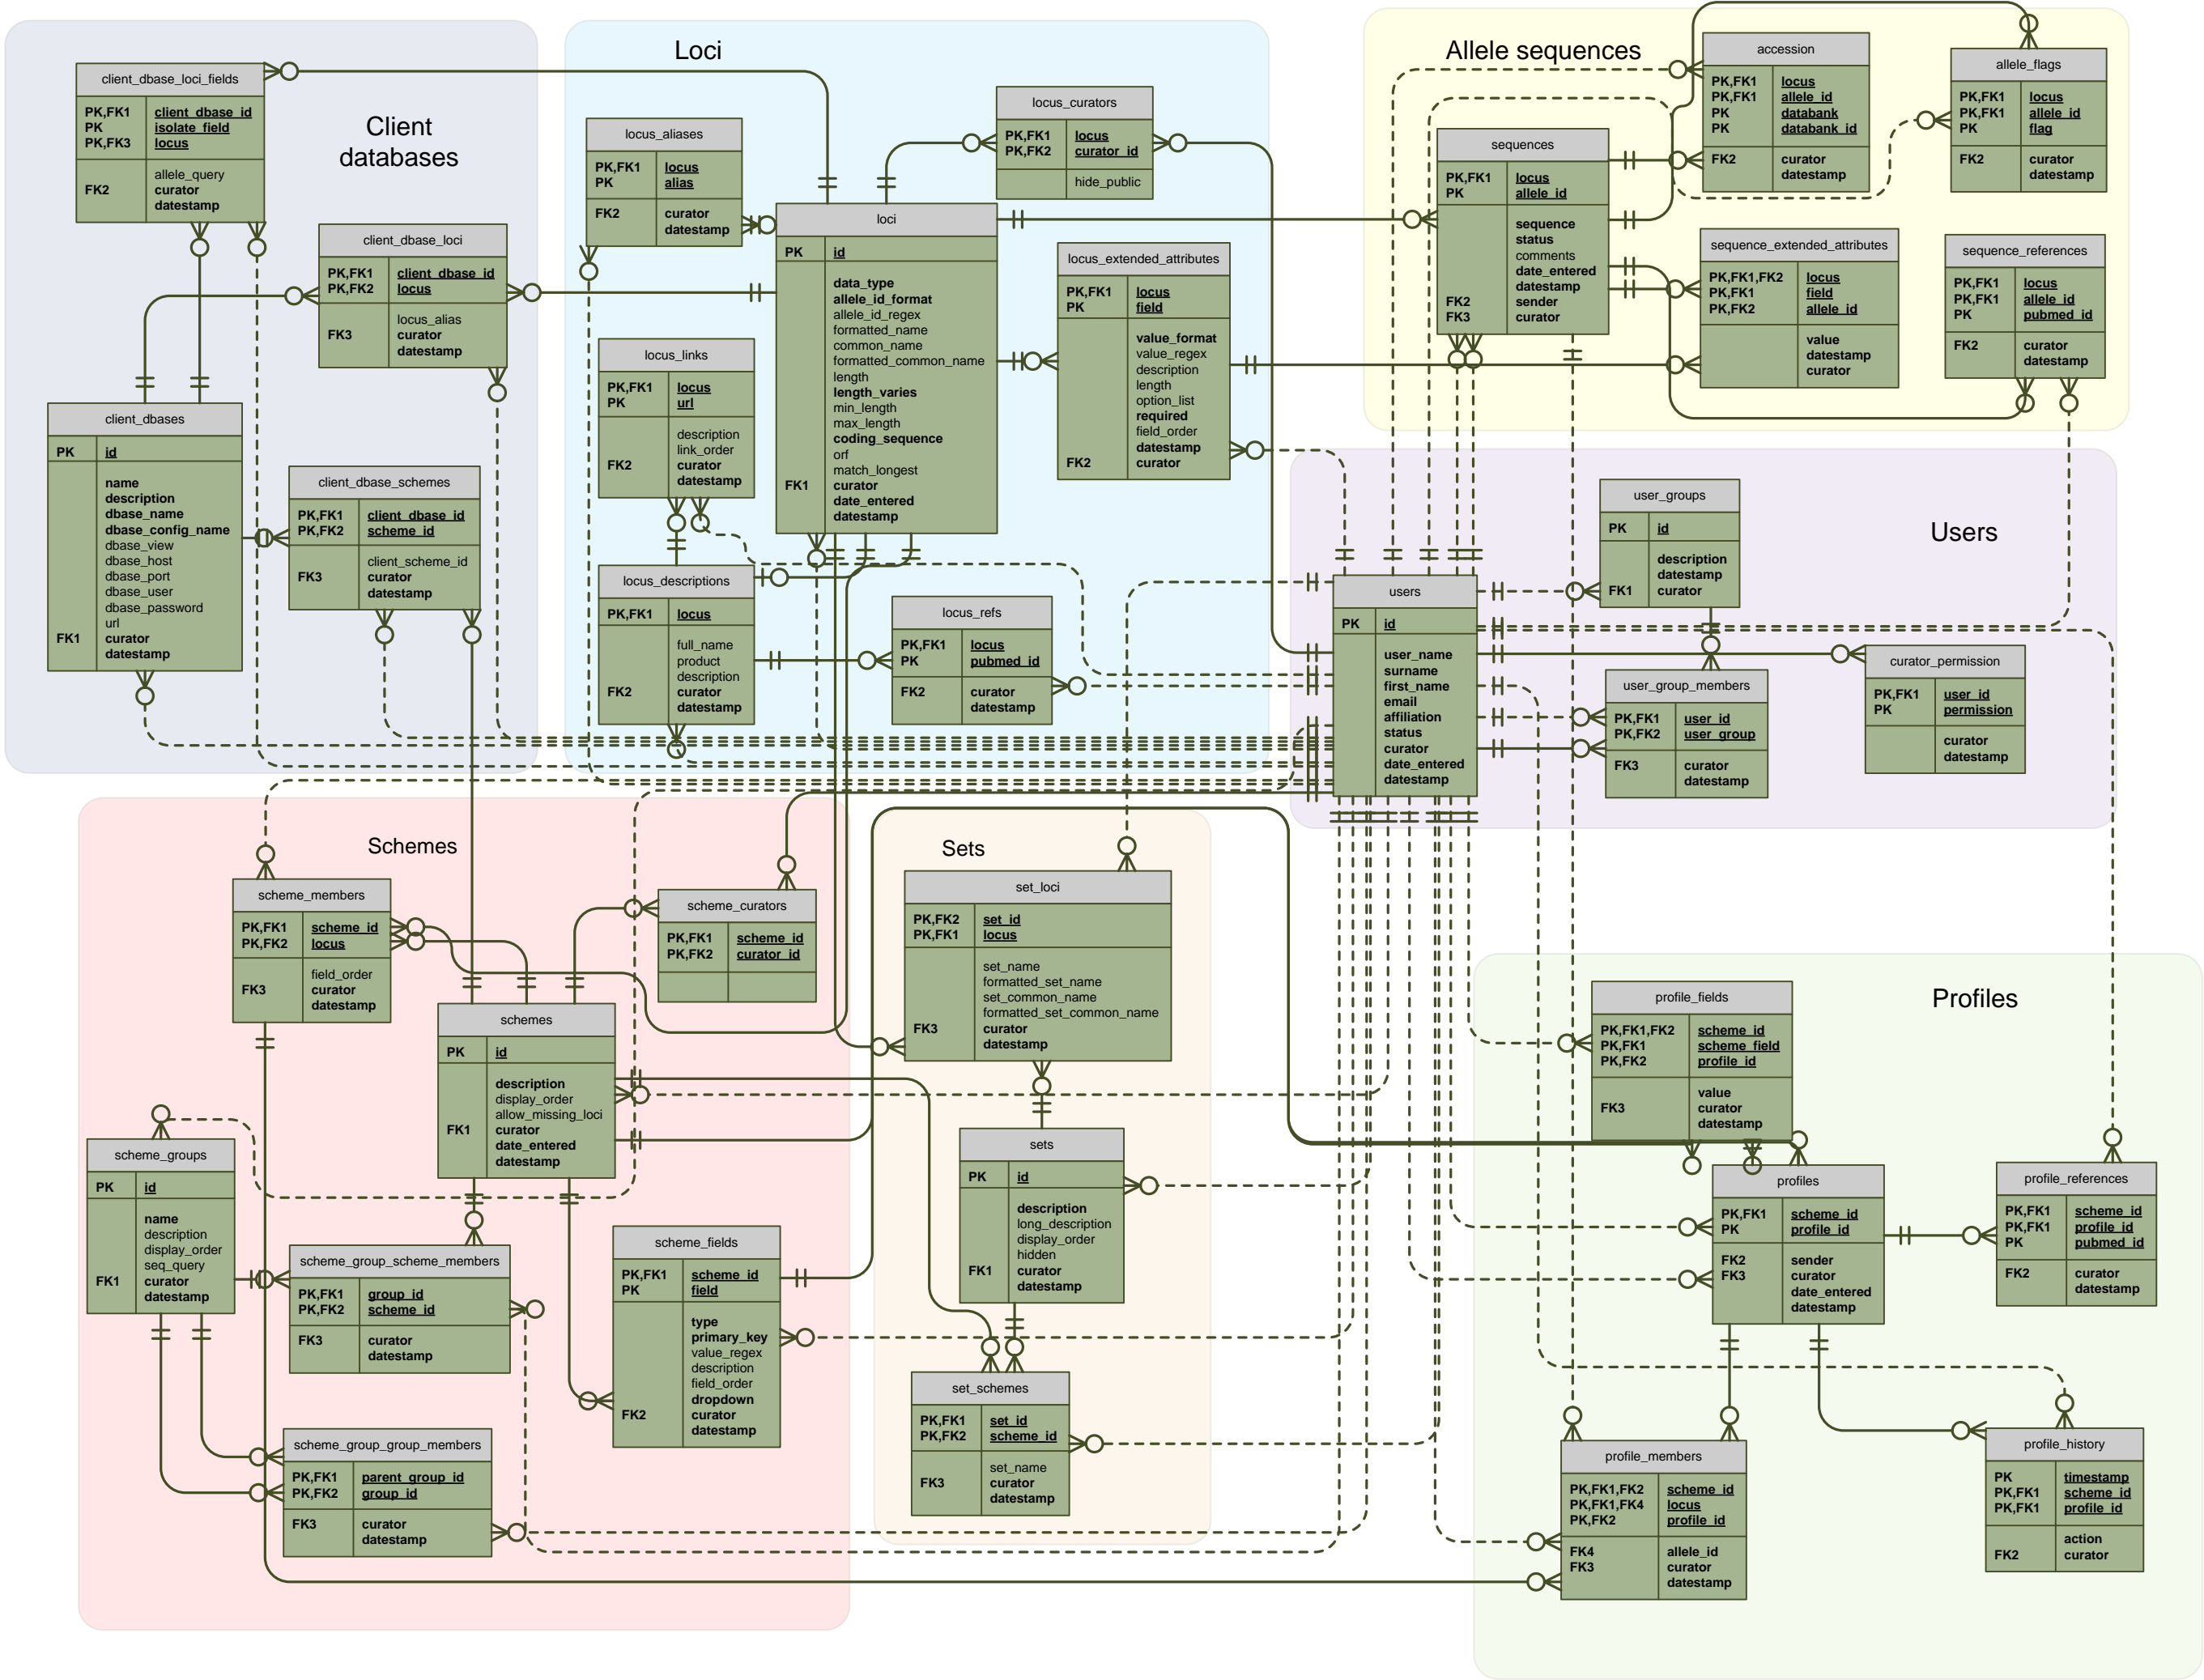 Client
databases
client_dbase_loci_fields
PK,FK1 client_dbase_id
PK isolate_field
PK,FK3 locus
allele_query
FK2 curator
datestamp
client_dbase_loci
PK,FK1 client_dbase_id
PK,FK2 locus
locus_alias
FK3 curator
datestamp
client_dbases
PK id
name
description
dbase_name
dbase_config_name
dbase_view
dbase_host
dbase_port
dbase_user
dbase_password
url
FK1 curator
datestamp
client_dbase_schemes
PK,FK1 client_dbase_id
PK,FK2 scheme_id
client_scheme_id
FK3 curator
datestamp
Loci
locus_aliases
PK,FK1 locus
PK alias
FK2 curator
datestamp
locus_curators
PK,FK1 locus
PK,FK2 curator_id
hide_public
loci
PK id
data_type
allele_id_format
allele_id_regex
formatted_name
common_name
formatted_common_name
length
length_varies
min_length
max_length
coding_sequence
orf
match_longest
FK1 curator
date_entered
datestamp
locus_extended_attributes
PK,FK1 locus
PK field
value_format
value_regex
description
length
option_list
required
field_order
datestamp
FK2 curator
locus_links
PK,FK1 locus
PK url
description
link_order
FK2 curator
datestamp
locus_descriptions
PK,FK1 locus
full_name
product
description
FK2 curator
datestamp
locus_refs
PK,FK1 locus
PK pubmed_id
FK2 curator
datestamp
Allele sequences
accession
PK,FK1 locus
PK,FK1 allele_id
PK databank
PK databank_id
FK2 curator
datestamp
allele_flags
PK,FK1 locus
PK,FK1 allele_id
PK flag
FK2 curator
datestamp
sequences
PK,FK1 locus
PK allele_id
sequence
status
comments
date_entered
datestamp
FK2 sender
FK3 curator
sequence_extended_attributes
PK,FK1,FK2 locus
PK,FK1 field
PK,FK2 allele_id
value
datestamp
curator
sequence_references
PK,FK1 locus
PK,FK1 allele_id
PK pubmed_id
FK2 curator
datestamp
Users
user_groups
PK id
description
datestamp
FK1 curator
users
PK id
user_name
surname
first_name
email
affiliation
status
curator
date_entered
datestamp
curator_permission
PK,FK1 user_id
PK permission
curator
datestamp
user_group_members
PK,FK1 user_id
PK,FK2 user_group
FK3 curator
datestamp
Schemes
scheme_members
PK,FK1 scheme_id
PK,FK2 locus
field_order
FK3 curator
datestamp
scheme_curators
PK,FK1 scheme_id
PK,FK2 curator_id
schemes
PK id
description
display_order
allow_missing_loci
FK1 curator
date_entered
datestamp
scheme_groups
PK id
name
description
display_order
seq_query
FK1 curator
datestamp
scheme_group_scheme_members
PK,FK1 group_id
PK,FK2 scheme_id
FK3 curator
datestamp
scheme_fields
PK,FK1 scheme_id
PK field
type
primary_key
value_regex
description
field_order
dropdown
FK2 curator
datestamp
scheme_group_group_members
PK,FK1 parent_group_id
PK,FK2 group_id
FK3 curator
datestamp
Sets
set_loci
PK,FK2 set_id
PK,FK1 locus
set_name
formatted_set_name
set_common_name
formatted_set_common_name
FK3 curator
datestamp
sets
PK id
description
long_description
display_order
hidden
FK1 curator
datestamp
set_schemes
PK,FK1 set_id
PK,FK2 scheme_id
set_name
FK3 curator
datestamp
Profiles
profile_fields
PK,FK1,FK2 scheme_id
PK,FK1 scheme_field
PK,FK2 profile_id
value
FK3 curator
datestamp
profiles
PK,FK1 scheme_id
PK profile_id
FK2 sender
FK3 curator
date_entered
datestamp
profile_references
PK,FK1 scheme_id
PK,FK1 profile_id
PK pubmed_id
FK2 curator
datestamp
profile_members
PK,FK1,FK2 scheme_id
PK,FK1,FK4 locus
PK,FK2 profile_id
FK4 allele_id
FK3 curator
datestamp
profile_history
PK timestamp
PK,FK1 scheme_id
PK,FK1 profile_id
action
FK2 curator